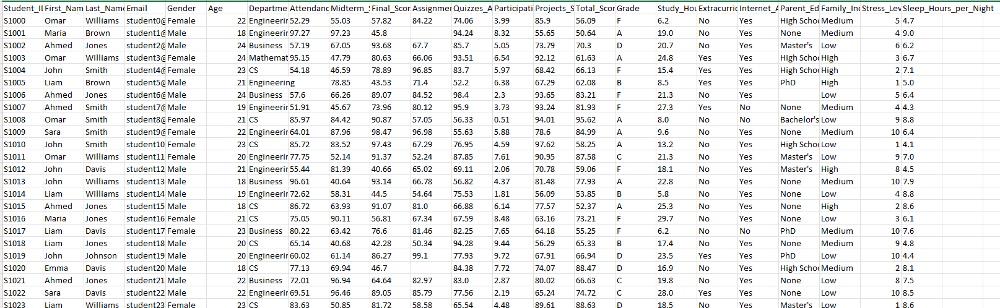 Student_I First_Nam Last_Name Email Gender Age Departme Attendanc Midterm_S Final_Scor Assignmen Quizzes_A Participati Projects_S Total_Scor Grade Study_Hou Extracurric Internet_A Parent_Ed Family_Inc Stress_Lev Sleep_Hours_per_Night
S1000 Omar Williams student0@ Female 22 Engineerin 52.29 55.03 57.82 84.22 74.06 3.99 85.9 56.09 F 6.2 No Yes High Schoo Medium 5 4.7
S1001 Maria Brown student1@ Male 18 Engineerin 97.27 97.23 45.8 94.24 8.32 55.65 50.64 A 19.0 No Yes None Medium 4 9.0
S1002 Ahmed Jones student2@ Male 24 Business 57.19 67.05 93.68 67.7 85.7 5.05 73.79 70.3 D 20.7 No Yes Master's Low 6 6.2
S1003 Omar Williams student3@ Female 24 Mathemat 95.15 47.79 80.63 66.06 93.51 6.54 92.12 61.63 A 24.8 Yes Yes High Schoo High 3 6.7
S1004 John Smith student4@ Female 23 CS 54.18 46.59 78.89 96.85 83.7 5.97 68.42 66.13 F 15.4 Yes Yes High Schoo High 2 7.1
S1005 Liam Brown student5@ Male 21 Engineering 78.85 43.53 71.4 52.2 6.38 67.29 62.08 B 8.5 Yes Yes PhD High 1 5.0
S1006 Ahmed Jones student6@ Male 24 Business 57.6 66.26 89.07 84.52 98.4 2.3 93.65 83.21 F 21.3 No Yes Low 5 6.4
S1007 Ahmed Smith student7@ Male 19 Engineerin 51.91 45.67 73.96 80.12 95.9 3.73 93.24 81.93 F 27.3 Yes No None Medium 4 4.3
S1008 Omar Smith student8@ Female 21 CS 85.97 84.42 90.87 57.05 56.33 0.51 94.01 95.62 A 8.0 No No Bachelor's Low 9 8.8
S1009 Sara Smith student9@ Female 22 Engineerin 64.01 87.96 98.47 96.98 55.63 5.88 78.6 84.99 A 9.6 No Yes None Medium 10 6.4
S1010 John Smith student10 Female 23 CS 85.72 83.52 97.43 67.29 76.95 4.59 97.62 58.25 A 13.2 No Yes High Schoo Low 1 4.1
S1011 Omar Williams student11 Female 20 Engineerin 77.75 52.14 91.37 52.24 87.85 7.61 90.95 87.58 C 21.3 No Yes Master's Low 9 7.0
S1012 John Davis student12 Male 21 Engineerin 55.44 81.39 40.66 65.02 69.11 2.06 70.78 59.06 F 18.1 No Yes Master's High 8 4.5
S1013 John Williams student13 Male 18 Business 96.61 40.64 93.14 66.78 56.82 4.37 81.48 77.93 A 22.8 No Yes None Medium 10 7.9
S1014 Liam Williams student14 Male 19 Engineerin 72.62 58.31 44.5 54.64 75.53 1.81 56.09 53.85 B 5.8 No Yes None Low 4 8.8
S1015 Ahmed Jones student15 Male 18 CS 86.72 63.93 91.07 81.0 66.88 6.14 77.57 52.37 A 25.3 No Yes None High 2 8.6
S1016 Maria Jones student16 Female 21 CS 75.05 90.11 56.81 67.34 67.59 8.48 63.16 73.21 F 29.7 No Yes None Low 3 6.1
S1017 Liam Davis student17 Female 23 Business 80.22 63.42 76.6 81.46 82.25 7.65 64.18 55.25 F 6.2 No No PhD Medium 10 7.6
S1018 Liam Jones student18 Male 20 CS 65.14 40.68 42.28 50.34 94.28 9.44 56.29 65.33 B 17.4 No Yes None Medium 9 4.8
S1019 John Johnson student19 Male 20 Engineerin 60.02 61.14 86.27 99.1 77.93 9.72 67.91 66.94 D 23.5 Yes Yes PhD Low 10 4.4
S1020 Emma Davis student20 Male 18 CS 77.13 69.94 46.7 84.38 7.72 74.07 88.47 D 16.9 No Yes High Schoo Medium 2 8.1
S1021 Ahmed Jones student21 Male 22 Business 72.01 96.94 64.64 82.97 83.0 2.87 80.02 66.63 C 19.8 No Yes None Low 8 7.5
S1022 Sara Davis student22 Male 22 Engineerin 69.51 96.46 89.05 85.79 77.56 2.19 65.24 74.72 C 28.0 Yes Yes None Low 10 8.5
S1023 Liam Williams student23 Female 23 CS 83.63 50.85 81.72 58.58 65.54 4.48 89.61 88.63 D 18.5 No Yes Master's Low 1 8.6